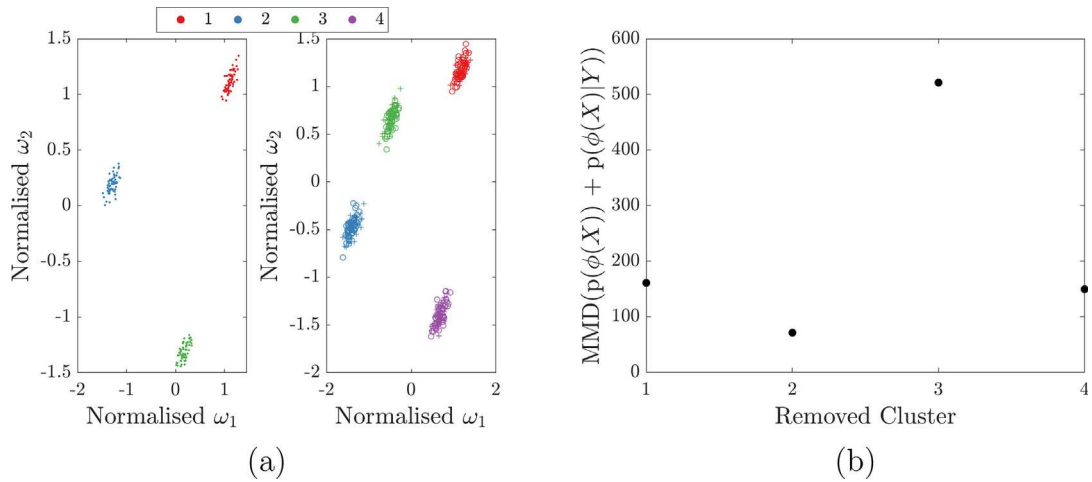 1 2 3 4
1.5
1
0.5
0
-0.5
-1
-1.5
-2 -1 0 1
Normalised ω₂
Normalised ω₁
1.5
1
0.5
0
-0.5
-1
-1.5
-2
-2 0 2
Normalised ω₂
Normalised ω₁
(a)
600
500
400
300
200
100
0
1 2 3 4
MMD(p(ϕ(X)) + p(ϕ(X)|Y))
Removed Cluster
(b)